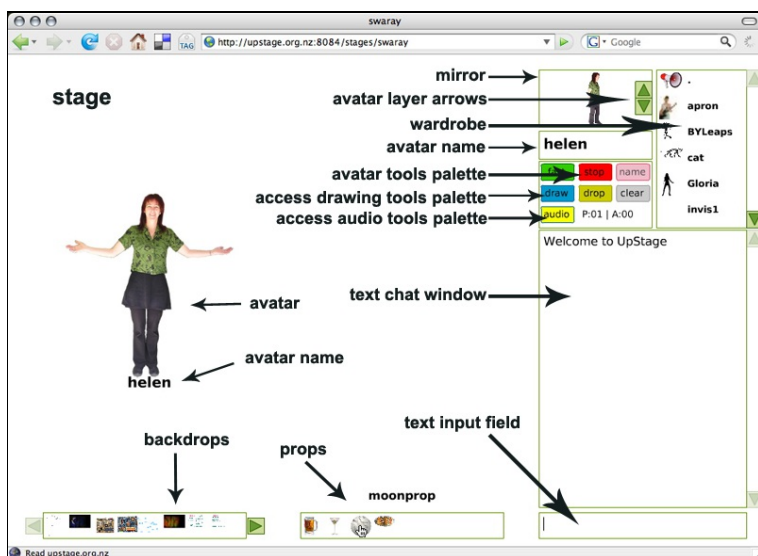 swaray
TAG
http://upstage.org.nz:8084/stages/swaray
Google
stage
mirror
avatar layer arrows
wardrobe
avatar name
avatar tools palette
access drawing tools palette
access audio tools palette
helen
stop name
draw drop clear
audio P:01 | A:00
.
apron
BYLeaps
cat
Gloria
invis1
Welcome to UpStage
text chat window
avatar
avatar name
helen
text input field
backdrops
props
moonprop
Read upstage.org.nz